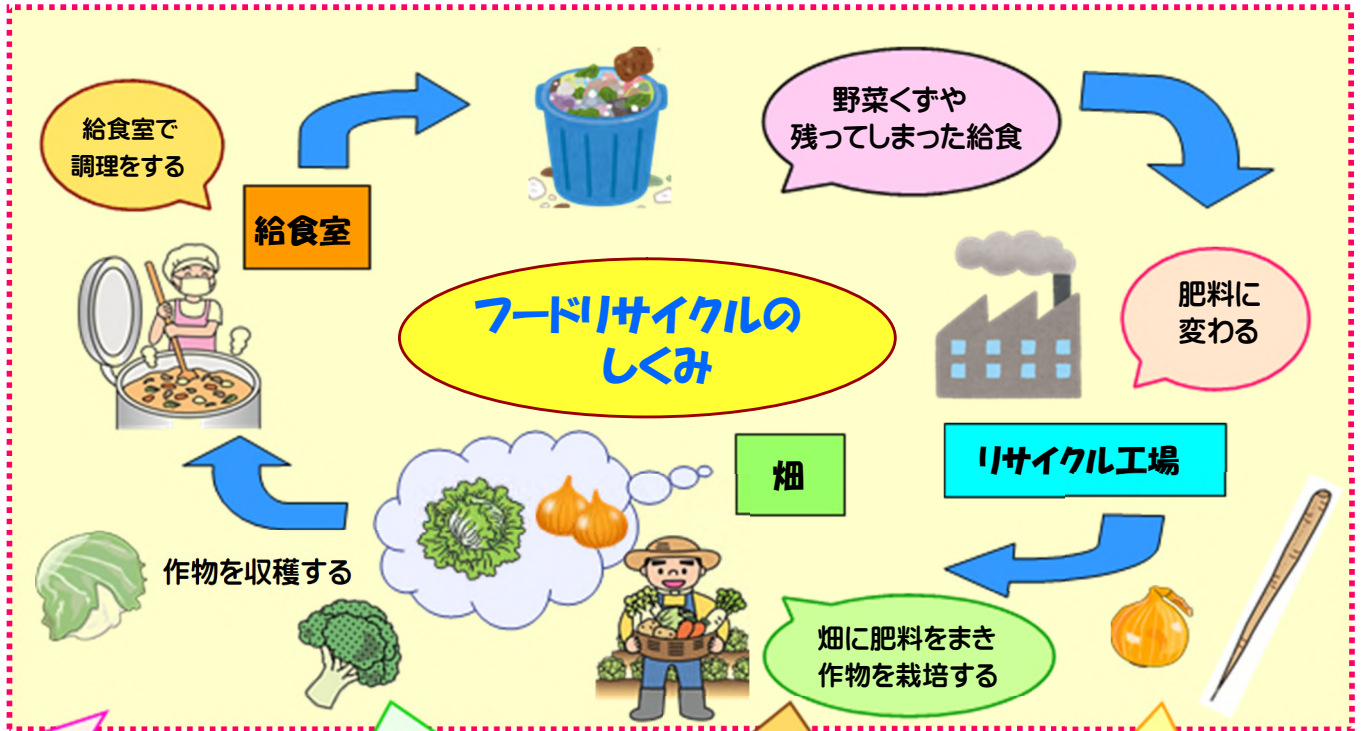 給食室で
調理をする
給食室
野菜くずや
残ってしまった給食
フードリサイクルの
しくみ
肥料に
変わる
リサイクル工場
畑
畑に肥料をまき
作物を栽培する
作物を収穫する